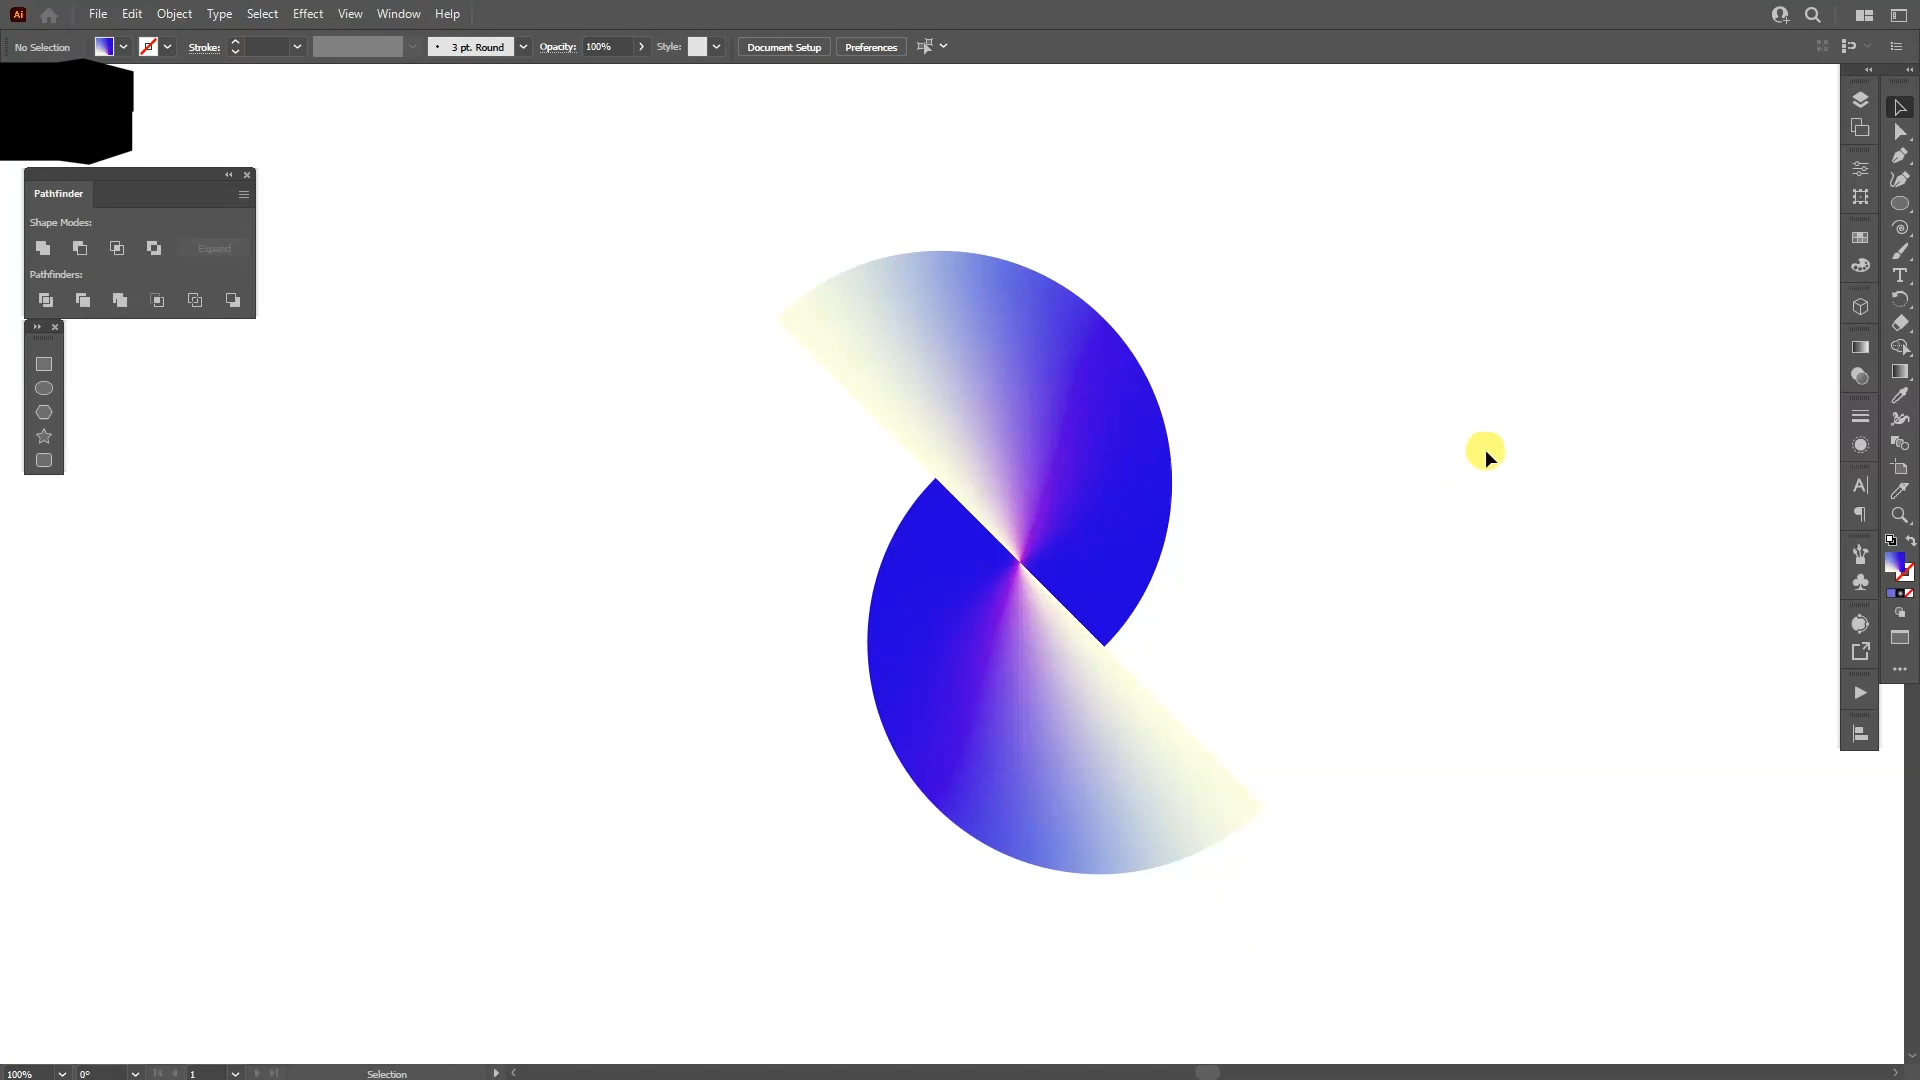 Ai File Edit Object Type Select Effect View Window Help
No Selection Stroke: 3 pt. Round Opacity: 100% Style: Document Setup Preferences
Pathfinder
Shape Modes:
Expand
Pathfinders:
100% 0° 1 Selection